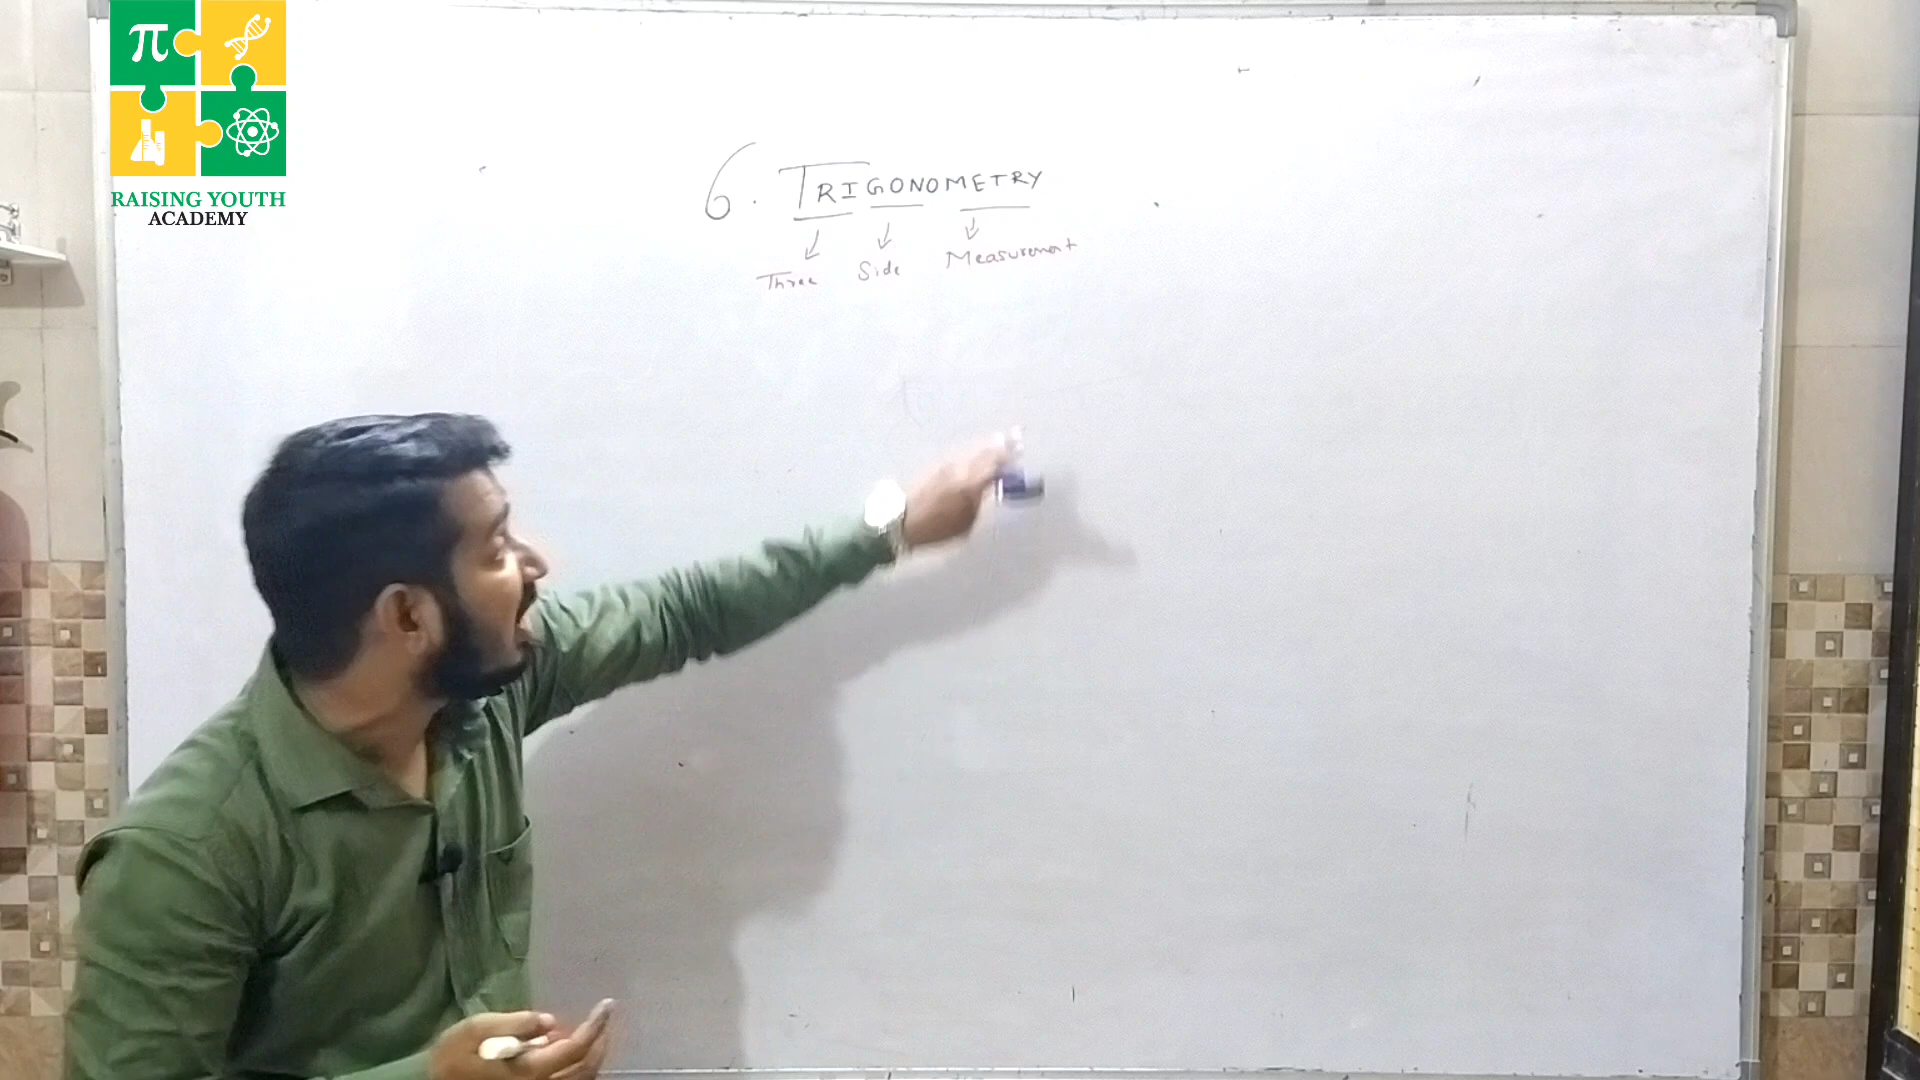 π
RAISING YOUTH
ACADEMY
6. TRIGONOMETRY
Three Side Measurement